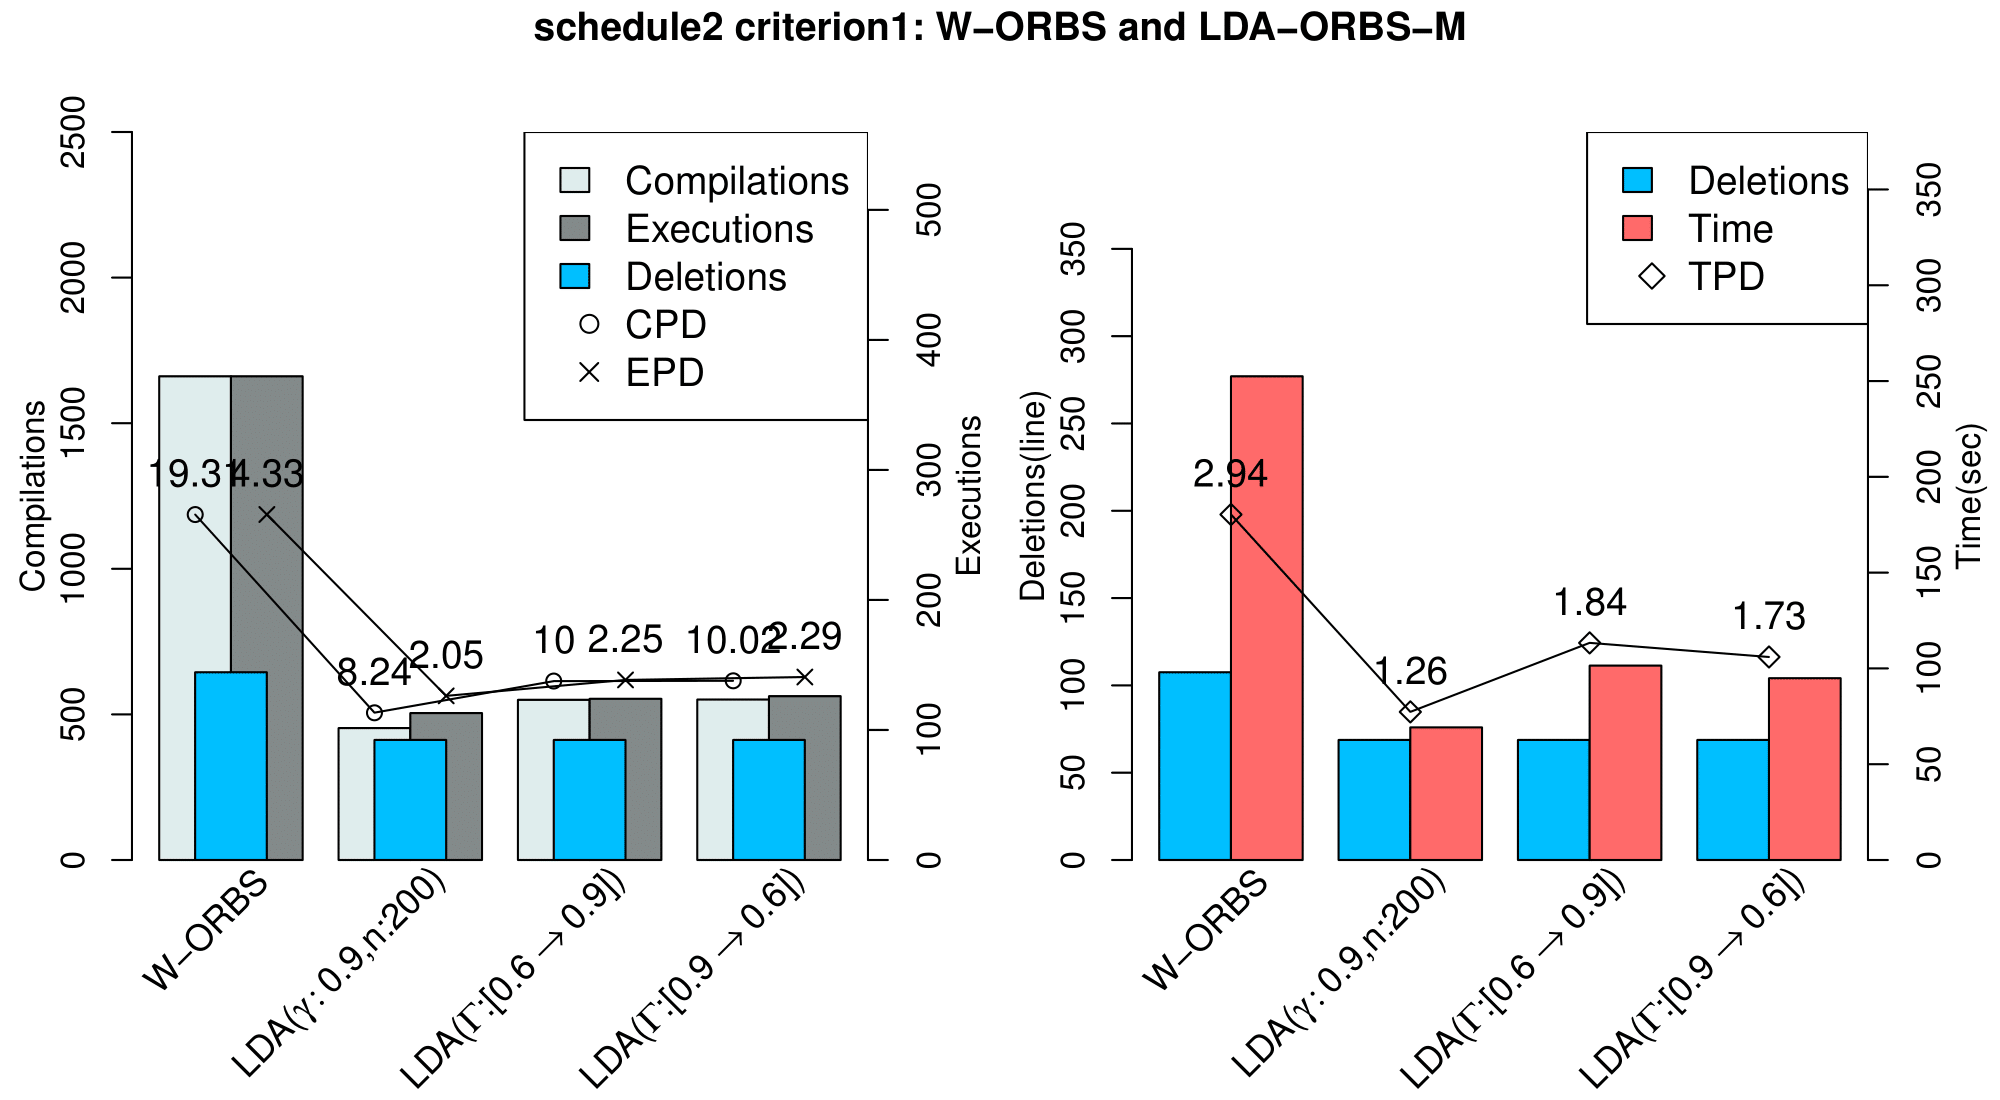 schedule2 criterion1: W−ORBS and LDA−ORBS−M
Compilations
0
500
1000
1500
2000
2500
Compilations
Executions
Deletions
CPD
EPD
19.31
4.33
8.24
2.05
10
2.25
10.02
2.29
Executions
0
100
200
300
400
500
W−ORBS
LDA(γ: 0.9,n:200)
LDA(Γ:[0.6 → 0.9])
LDA(Γ:[0.9 → 0.6])
Deletions(line)
0
50
100
150
200
250
300
350
Deletions
Time
TPD
2.94
1.26
1.84
1.73
Time(sec)
0
50
100
150
200
250
300
350
W−ORBS
LDA(γ: 0.9,n:200)
LDA(Γ:[0.6 → 0.9])
LDA(Γ:[0.9 → 0.6])